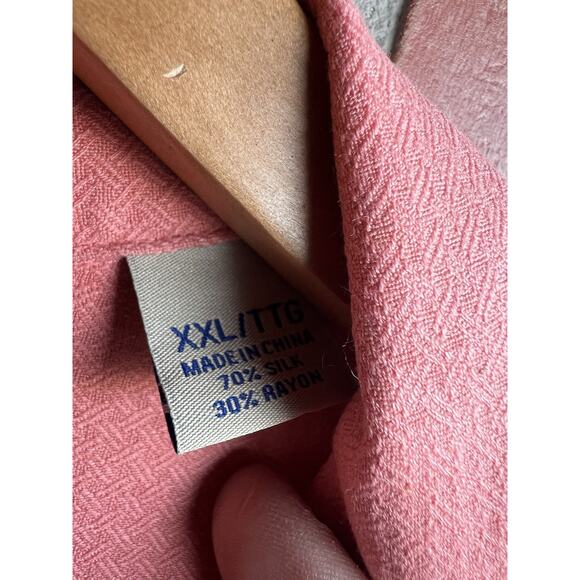 XXL/TTG
MADE IN CHINA
70% SILK
30% RAYON